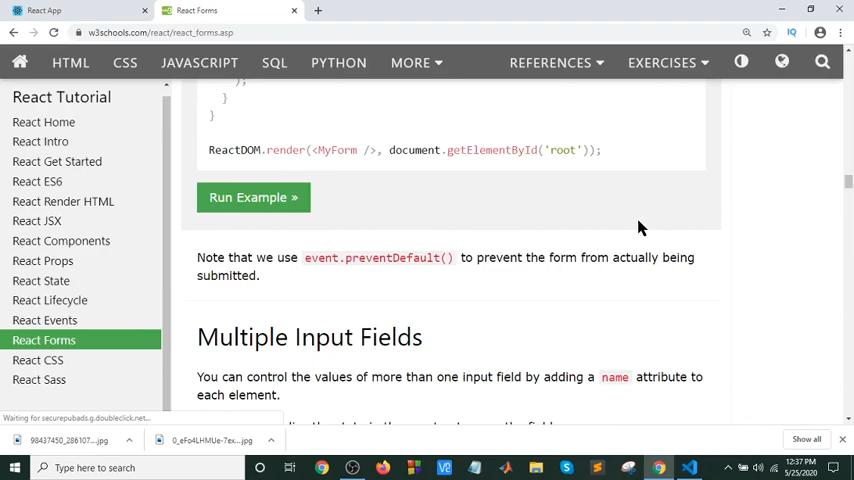 React App
React Forms
w3schools.com/react/react_forms.asp
IQ
HTML CSS JAVASCRIPT SQL PYTHON MORE REFERENCES EXERCISES
React Tutorial
React Home
React Intro
React Get Started
React ES6
React Render HTML
React JSX
React Components
React Props
React State
React Lifecycle
React Events
React Forms
React CSS
React Sass
);
}
}
ReactDOM.render(<MyForm />, document.getElementById('root'));
Run Example »
Note that we use event.preventDefault() to prevent the form from actually being
submitted.
Multiple Input Fields
You can control the values of more than one input field by adding a name attribute to
each element.
Waiting for securepubads.g.doubleclick.net...
98437450_286107....jpg
0_eFo4LHMUe-7ex....jpg
Show all
Type here to search
12:37 PM
5/25/2020